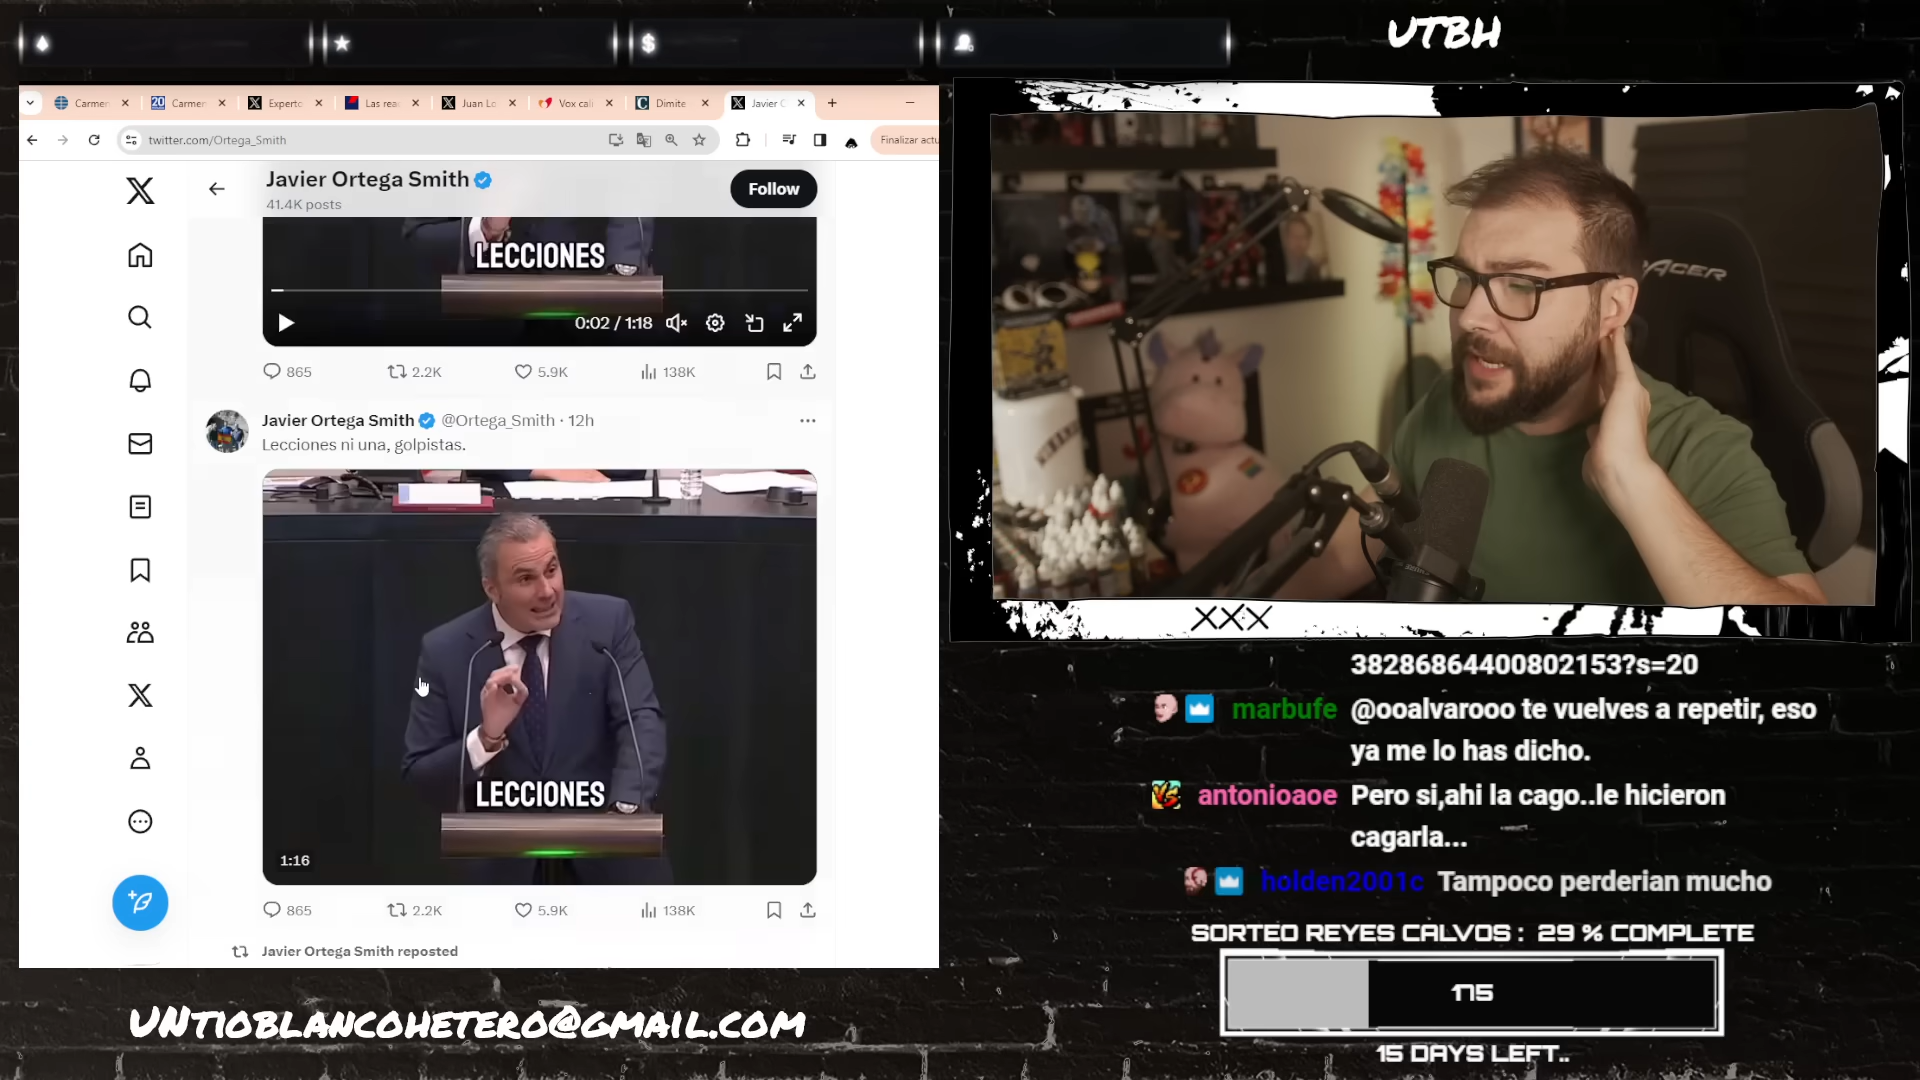 UTBH
Carmen
Carmen
Experto
Las rea
Juan Lo
Vox cali
Dimite
Javier O
twitter.com/Ortega_Smith
Finalizar actu
Javier Ortega Smith
41.4K posts
Follow
LECCIONES
0:02 / 1:18
865
2.2K
5.9K
138K
Javier Ortega Smith @Ortega_Smith · 12h
Lecciones ni una, golpistas.
LECCIONES
1:16
865
2.2K
5.9K
138K
Javier Ortega Smith reposted
UNtioblancohetero@gmail.com
PACER
XXX
38286864400802153?s=20
marbufe @ooalvarooo te vuelves a repetir, eso
ya me lo has dicho.
antonioaoe Pero si,ahi la cago..le hicieron
cagarla...
holden2001c Tampoco perderian mucho
SORTEO REYES CALVOS : 29 % COMPLETE
175
15 DAYS LEFT..